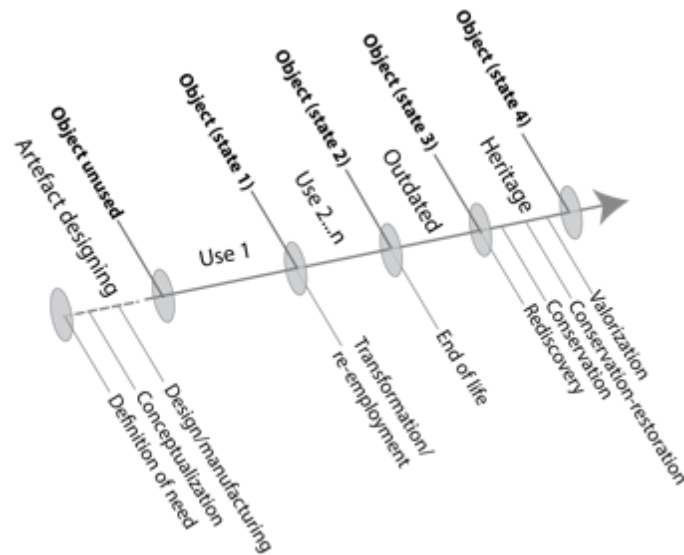 Object unused
Object (state 1)
Object (state 2)
Object (state 3)
Object (state 4)
Artefact designing
Use 1
Use 2...n
Outdated
Heritage
Definition of need
Conceptualization
Design/manufacturing
Transformation/
re-employment
End of life
Rediscovery
Conservation
Conservation-restoration
Valorization